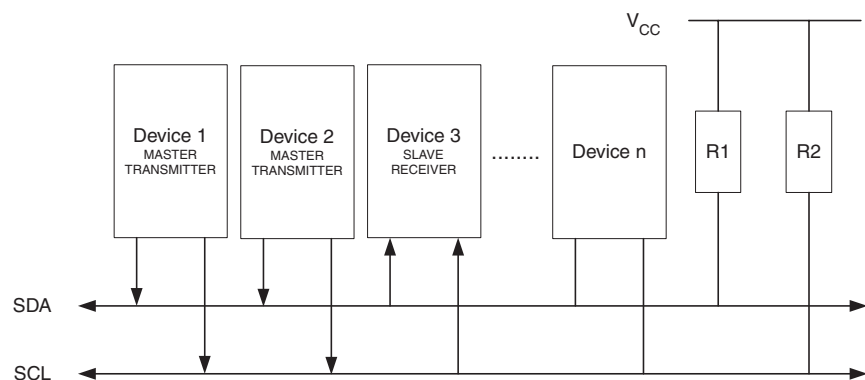 V_CC
Device 1
MASTER
TRANSMITTER
Device 2
MASTER
TRANSMITTER
Device 3
SLAVE
RECEIVER
........
Device n
R1
R2
SDA
SCL